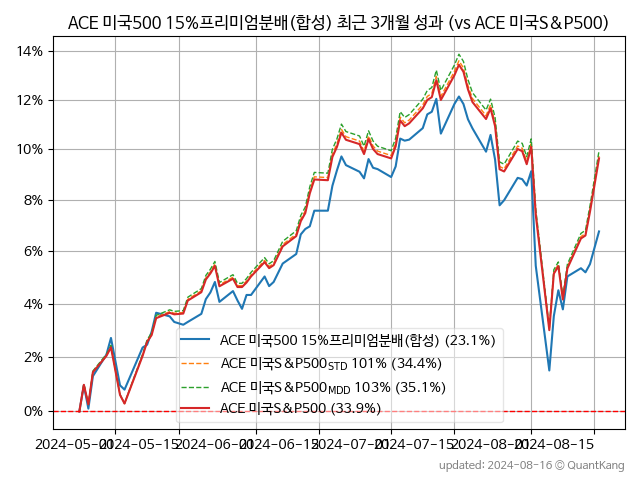 ACE 미국500 15%프리미엄분배(합성) 최근 3개월 성과 (vs ACE 미국S&P500)
14%
12%
10%
8%
6%
4%
2%
0%
ACE 미국500 15%프리미엄분배(합성) (23.1%)
ACE 미국S&P500STD 101% (34.4%)
ACE 미국S&P500MDD 103% (35.1%)
ACE 미국S&P500 (33.9%)
2024-05-01 2024-05-15 2024-06-01 2024-06-15 2024-07-01 2024-07-15 2024-08-01 2024-08-15
updated: 2024-08-16 © QuantKang